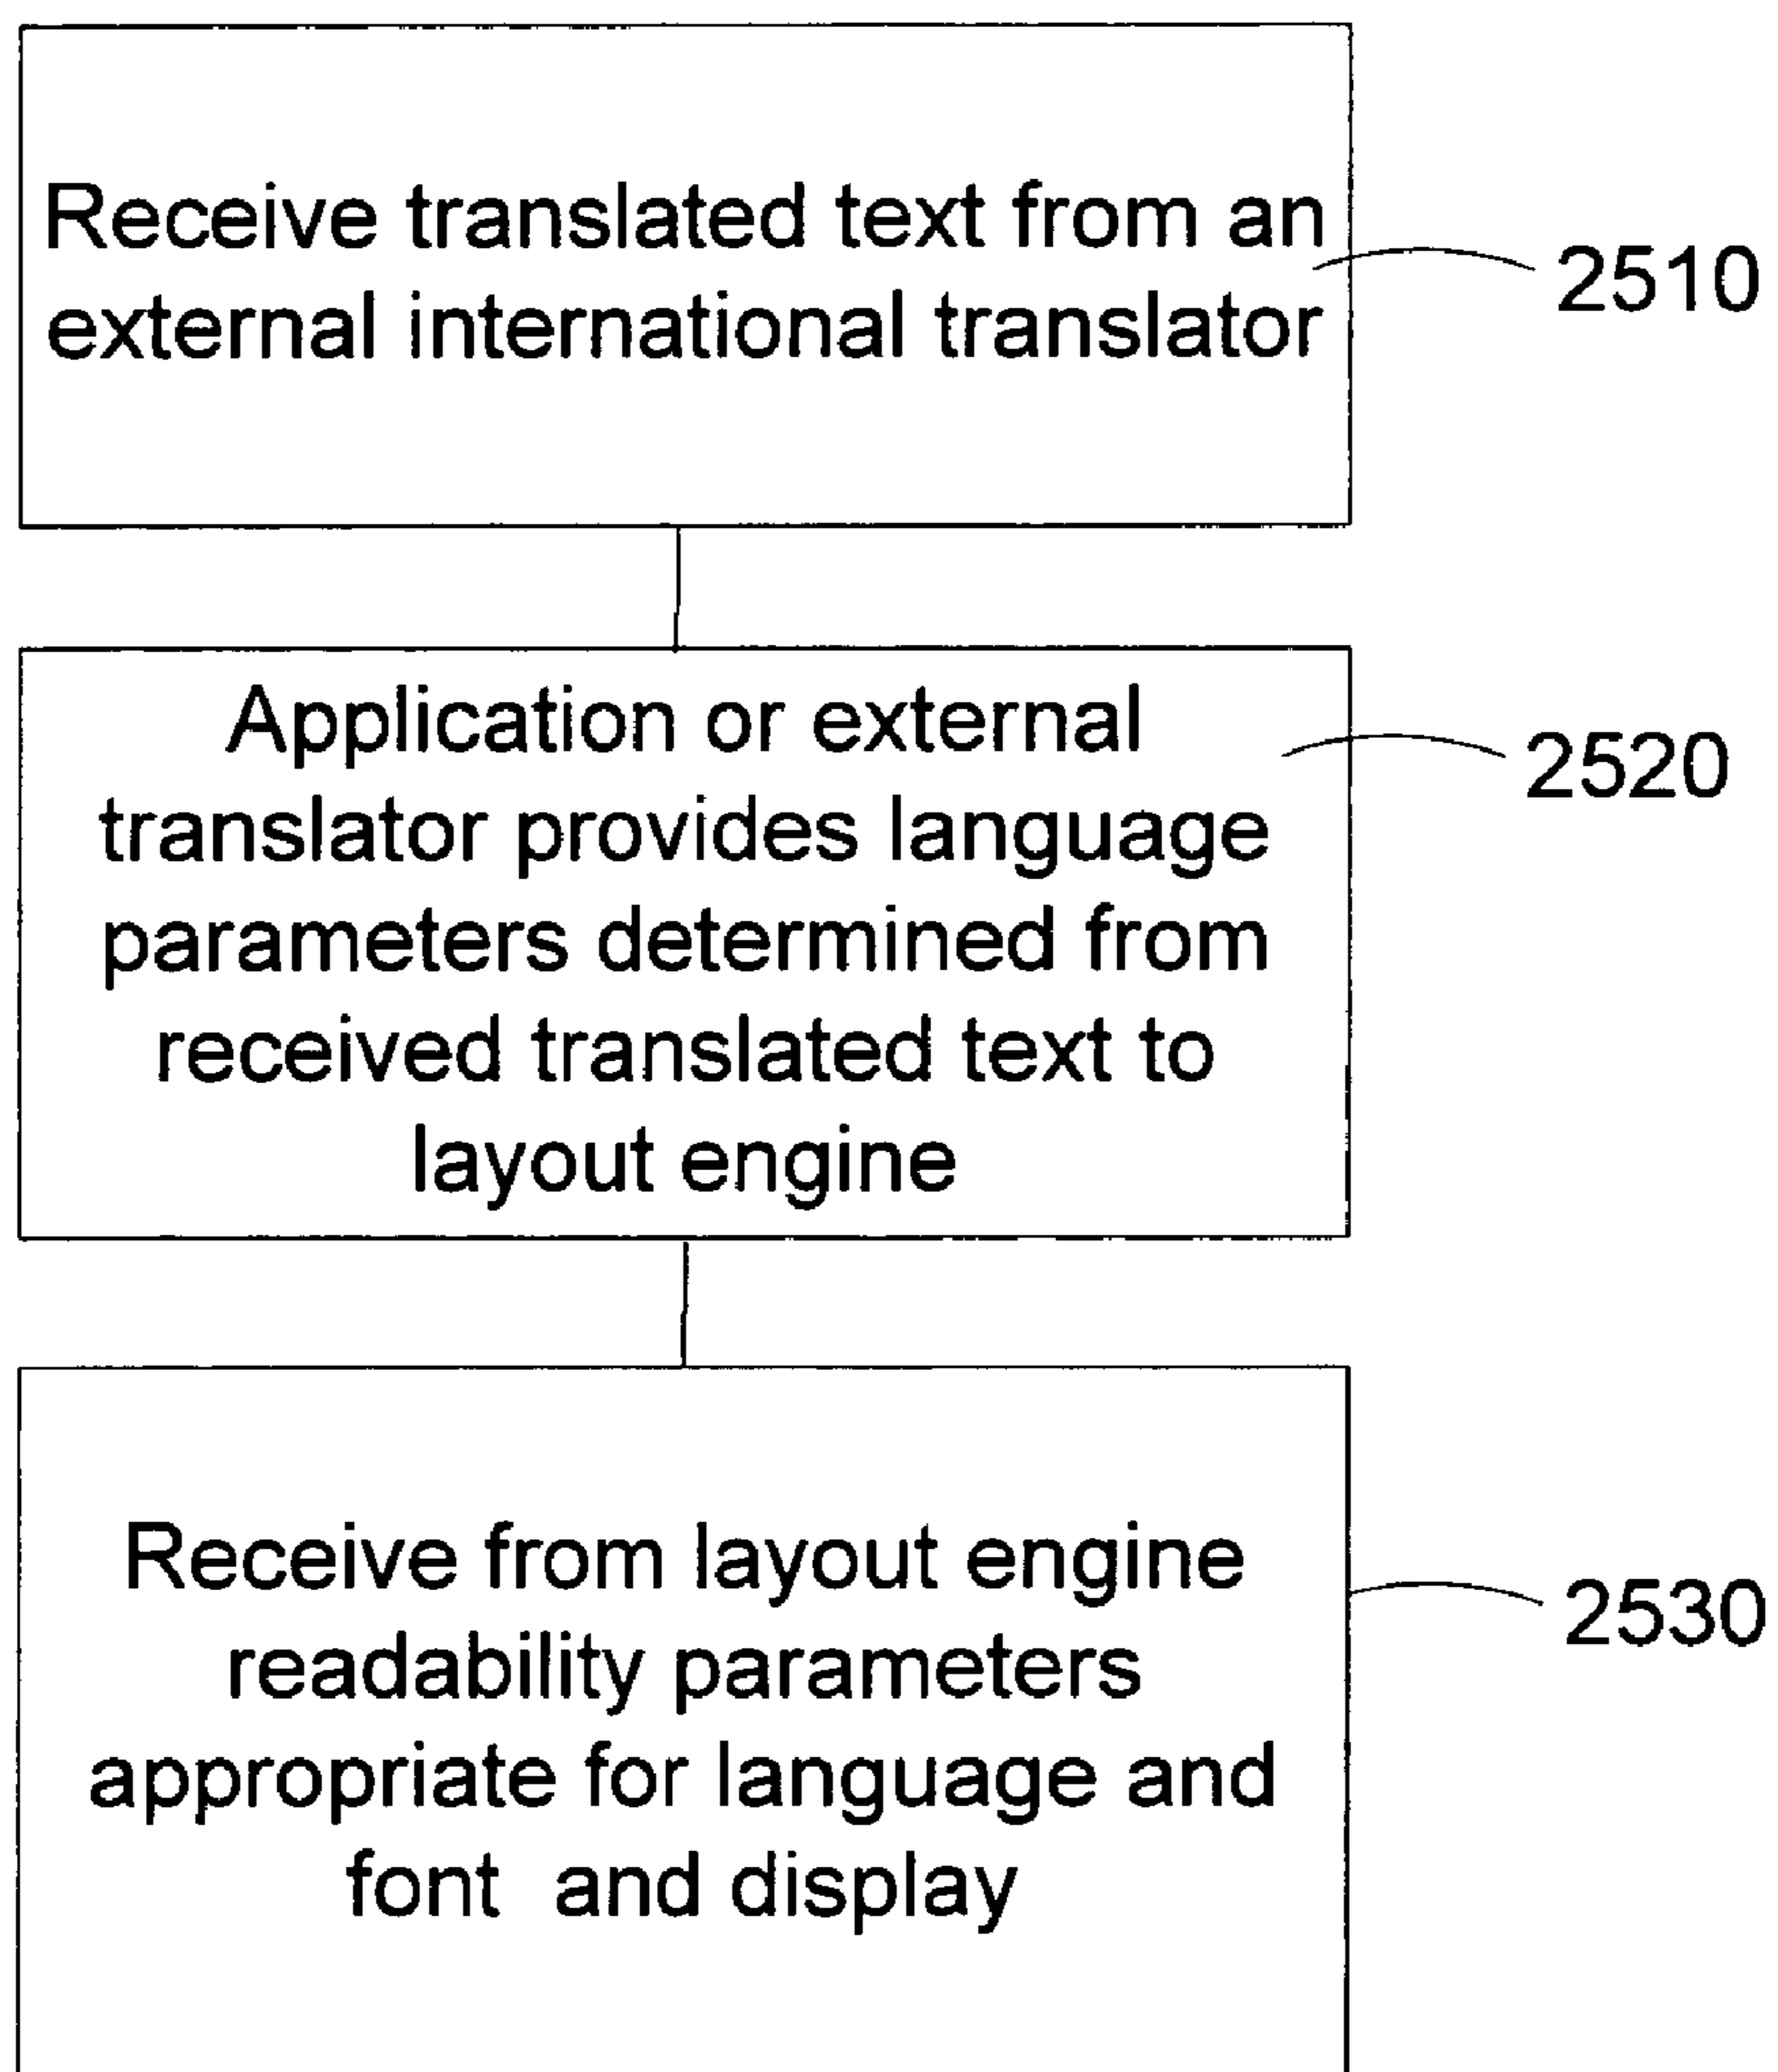 Receive translated text from an
external international translator
2510
Application or external
translator provides language
parameters determined from
received translated text to
layout engine
2520
Receive from layout engine
readability parameters
appropriate for language and
font and display
2530